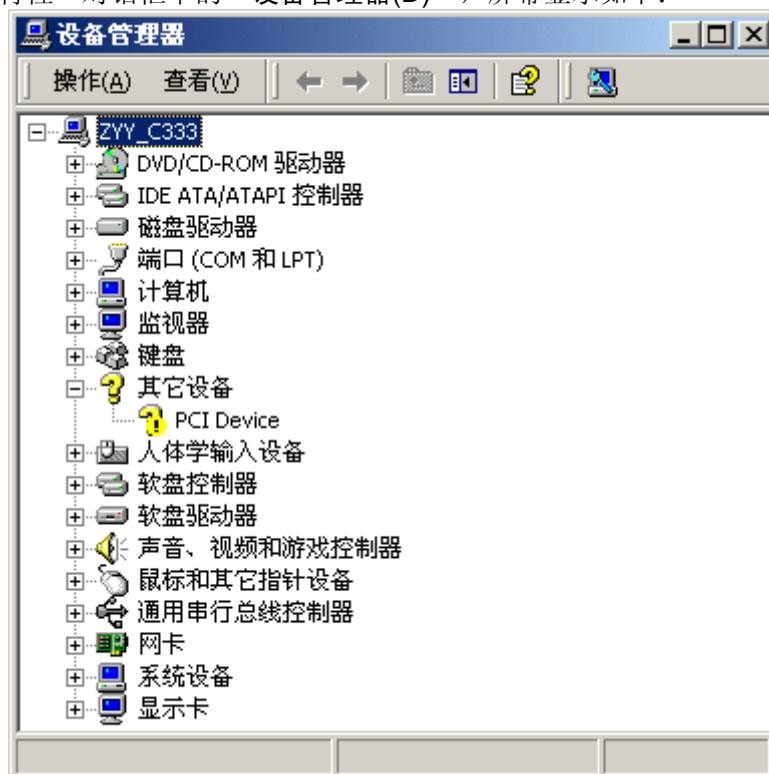 设备管理器(D)
设备管理器
操作(A) 查看(V)
ZYY_C333
DVD/CD-ROM 驱动器
IDE ATA/ATAPI 控制器
磁盘驱动器
端口 (COM 和 LPT)
计算机
监视器
键盘
其它设备
PCI Device
人体学输入设备
软盘控制器
软盘驱动器
声音、视频和游戏控制器
鼠标和其它指针设备
通用串行总线控制器
网卡
系统设备
显示卡